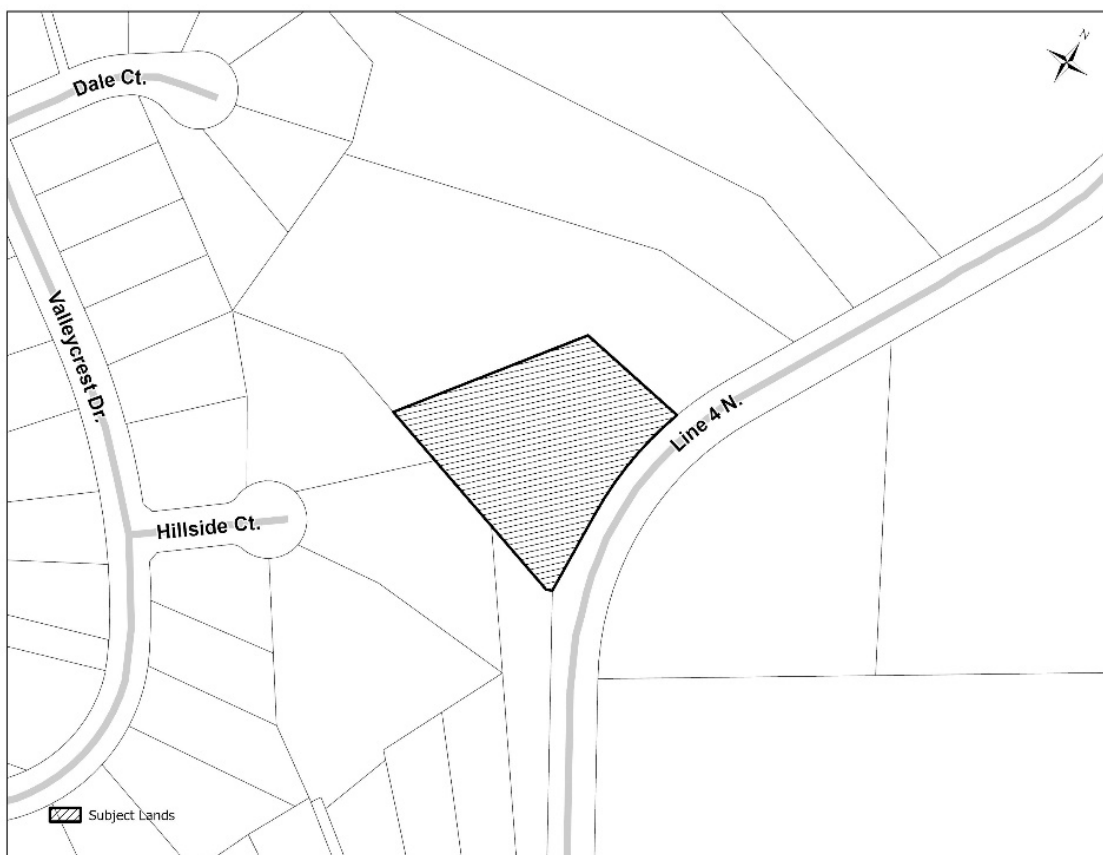 N
Dale Ct.
Valleycrest Dr.
Line 4 N.
Hillside Ct.
Subject Lands